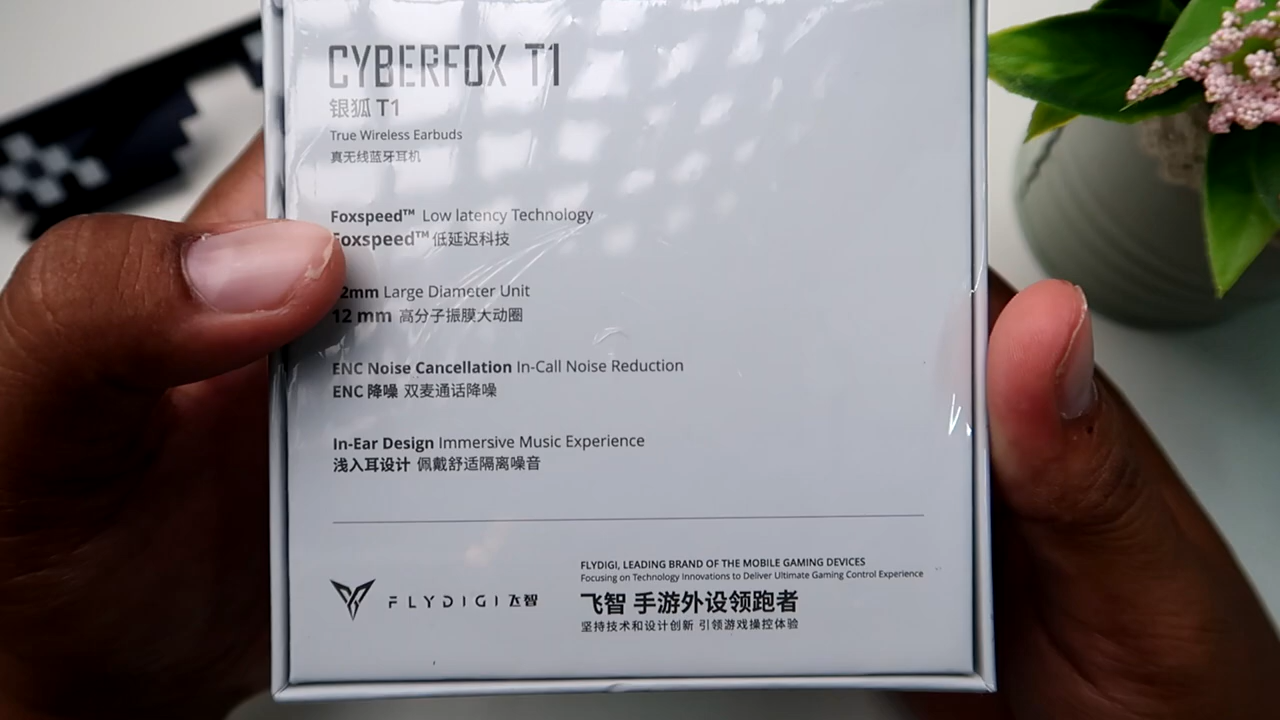 CYBERFOX T1
银狐 T1
True Wireless Earbuds
真无线蓝牙耳机
Foxspeed™ Low latency Technology
Foxspeed™ 低延迟科技
2mm Large Diameter Unit
12 mm 高分子振膜大动圈
ENC Noise Cancellation In-Call Noise Reduction
ENC 降噪 双麦通话降噪
In-Ear Design Immersive Music Experience
浅入耳设计 佩戴舒适隔离噪音
FLYDIGI, LEADING BRAND OF THE MOBILE GAMING DEVICES
Focusing on Technology Innovations to Deliver Ultimate Gaming Control Experience
FLYDIGI 飞智
飞智 手游外设领跑者
坚持技术和设计创新 引领游戏操控体验